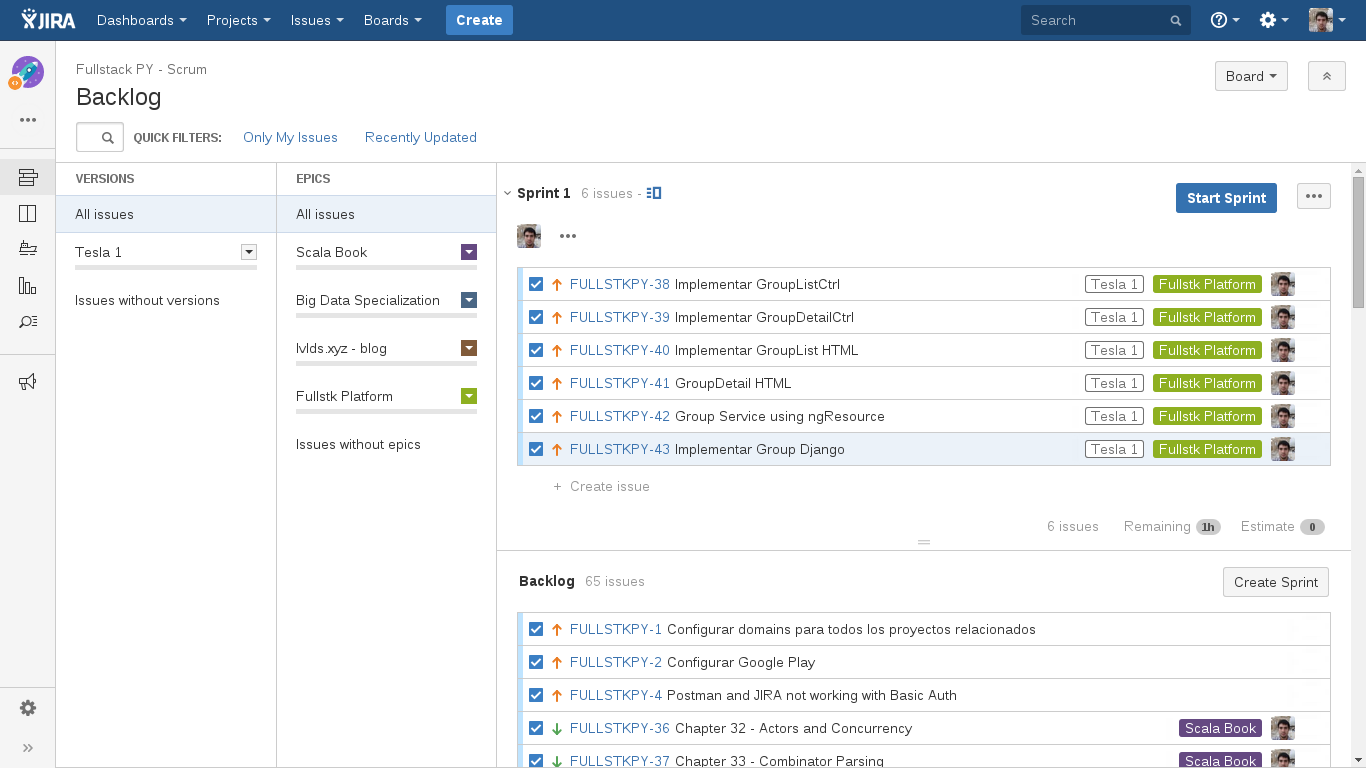 JIRA Dashboards Projects Issues Boards Create Search
Fullstack PY - Scrum
Backlog
Board
QUICK FILTERS: Only My Issues Recently Updated
VERSIONS
All issues
Tesla 1
Issues without versions
EPICS
All issues
Scala Book
Big Data Specialization
lvlds.xyz - blog
Fullstk Platform
Issues without epics
Sprint 1 6 issues -
Start Sprint
FULLSTKPY-38 Implementar GroupListCtrl Tesla 1 Fullstk Platform
FULLSTKPY-39 Implementar GroupDetailCtrl Tesla 1 Fullstk Platform
FULLSTKPY-40 Implementar GroupList HTML Tesla 1 Fullstk Platform
FULLSTKPY-41 GroupDetail HTML Tesla 1 Fullstk Platform
FULLSTKPY-42 Group Service using ngResource Tesla 1 Fullstk Platform
FULLSTKPY-43 Implementar Group Django Tesla 1 Fullstk Platform
+ Create issue
6 issues Remaining 1h Estimate 0
Backlog 65 issues
Create Sprint
FULLSTKPY-1 Configurar domains para todos los proyectos relacionados
FULLSTKPY-2 Configurar Google Play
FULLSTKPY-4 Postman and JIRA not working with Basic Auth
FULLSTKPY-36 Chapter 32 - Actors and Concurrency Scala Book
FULLSTKPY-37 Chapter 33 - Combinator Parsing Scala Book